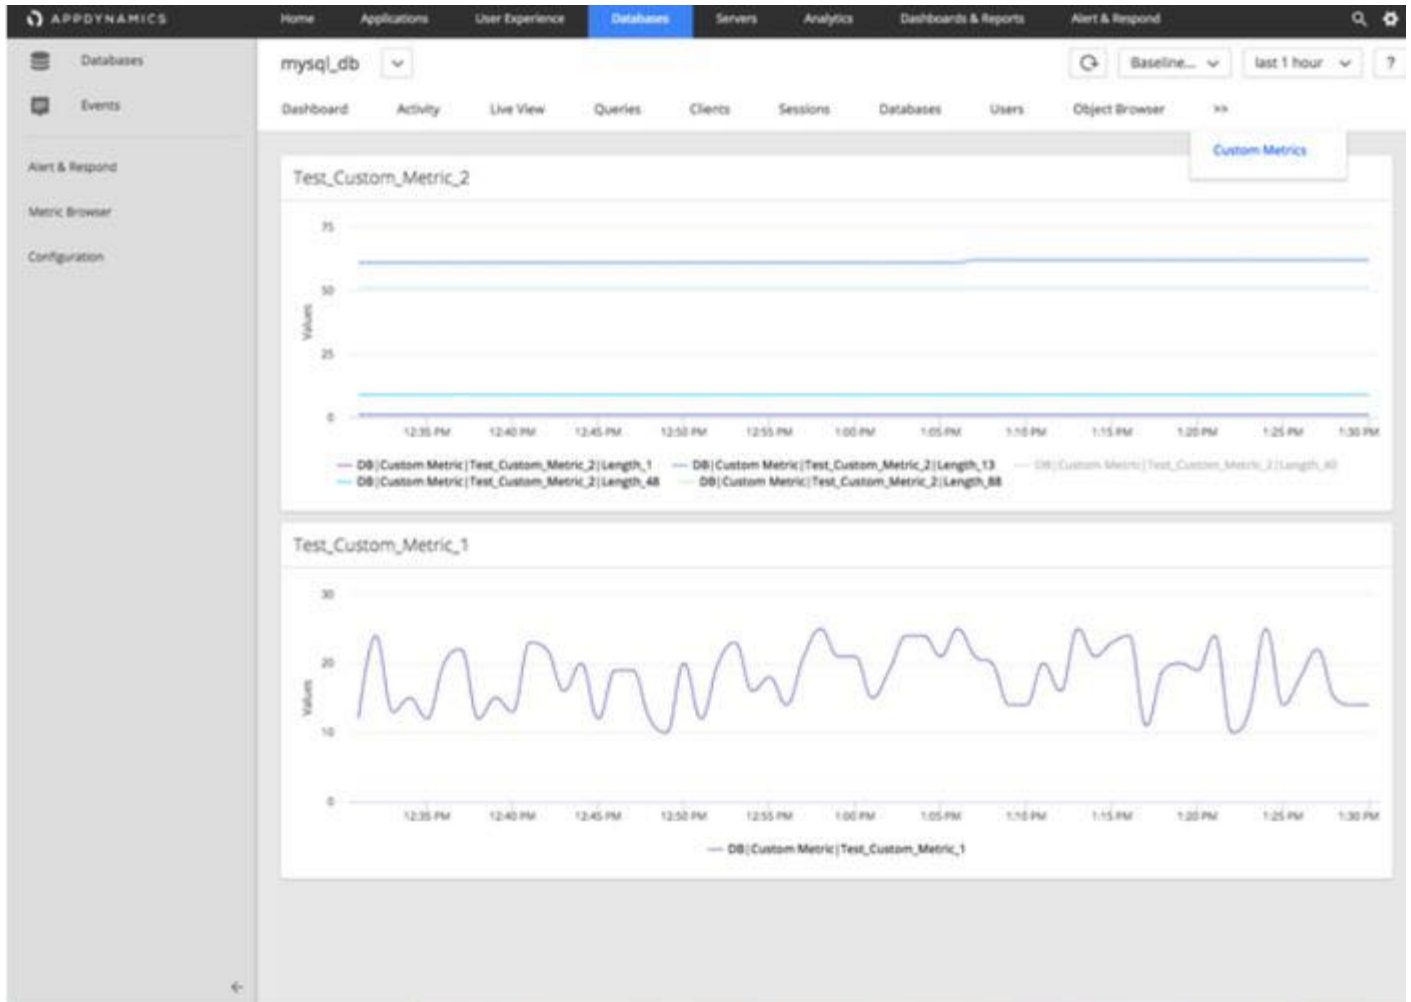 APPDYNAMICS Home Applications User Experience Databases Servers Analytics Dashboards & Reports Alert & Respond
Databases
Events
Alert & Respond
Metric Browser
Configuration
mysql_db Baseline... last 1 hour ?
Dashboard Activity Live View Queries Clients Sessions Databases Users Object Browser >>
Custom Metrics
Test_Custom_Metric_2
75
50
25
0
Values
12:35 PM 12:40 PM 12:45 PM 12:50 PM 12:55 PM 1:00 PM 1:05 PM 1:10 PM 1:15 PM 1:20 PM 1:25 PM 1:30 PM
DB|Custom Metric|Test_Custom_Metric_2|Length_1 DB|Custom Metric|Test_Custom_Metric_2|Length_13 DB|Custom Metric|Test_Custom_Metric_2|Length_40
DB|Custom Metric|Test_Custom_Metric_2|Length_48 DB|Custom Metric|Test_Custom_Metric_2|Length_88
Test_Custom_Metric_1
30
20
10
0
Values
12:35 PM 12:40 PM 12:45 PM 12:50 PM 12:55 PM 1:00 PM 1:05 PM 1:10 PM 1:15 PM 1:20 PM 1:25 PM 1:30 PM
DB|Custom Metric|Test_Custom_Metric_1